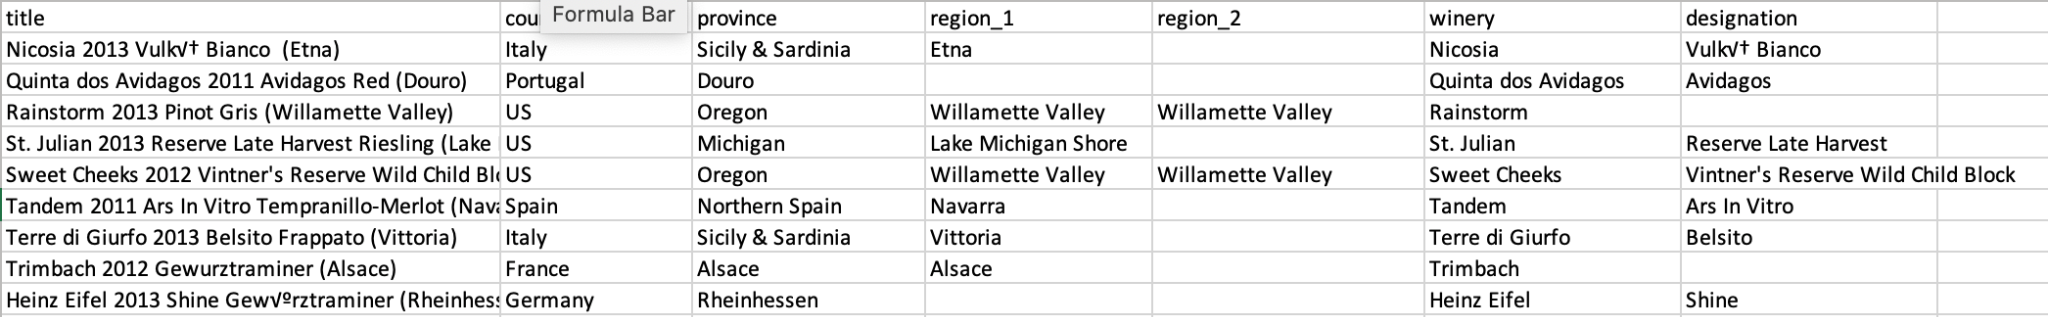 title cou Formula Bar province region_1 region_2 winery designation
Nicosia 2013 Vulk√† Bianco (Etna) Italy Sicily & Sardinia Etna Nicosia Vulk√† Bianco
Quinta dos Avidagos 2011 Avidagos Red (Douro) Portugal Douro Quinta dos Avidagos Avidagos
Rainstorm 2013 Pinot Gris (Willamette Valley) US Oregon Willamette Valley Willamette Valley Rainstorm
St. Julian 2013 Reserve Late Harvest Riesling (Lake US Michigan Lake Michigan Shore St. Julian Reserve Late Harvest
Sweet Cheeks 2012 Vintner's Reserve Wild Child Blo US Oregon Willamette Valley Willamette Valley Sweet Cheeks Vintner's Reserve Wild Child Block
Tandem 2011 Ars In Vitro Tempranillo-Merlot (Nava Spain Northern Spain Navarra Tandem Ars In Vitro
Terre di Giurfo 2013 Belsito Frappato (Vittoria) Italy Sicily & Sardinia Vittoria Terre di Giurfo Belsito
Trimbach 2012 Gewurztraminer (Alsace) France Alsace Alsace Trimbach
Heinz Eifel 2013 Shine Gew√ºrztraminer (Rheinhess Germany Rheinhessen Heinz Eifel Shine